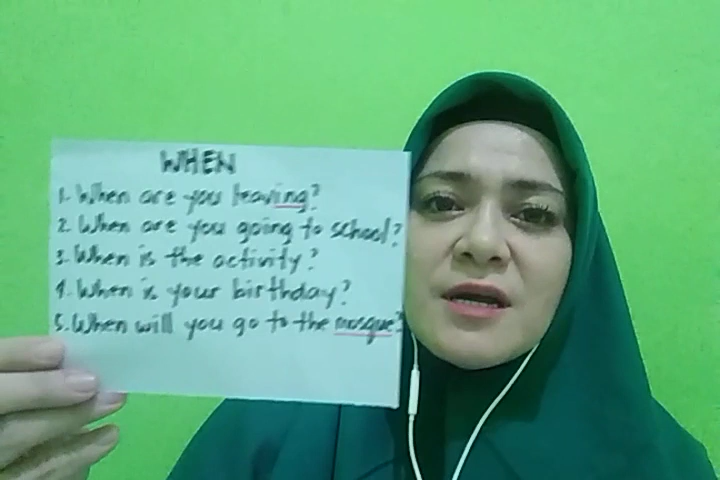 WHEN
1. When are you leaving?
2. When are you going to school?
3. When is the activity?
4. When is your birthday?
5. When will you go to the mosque?